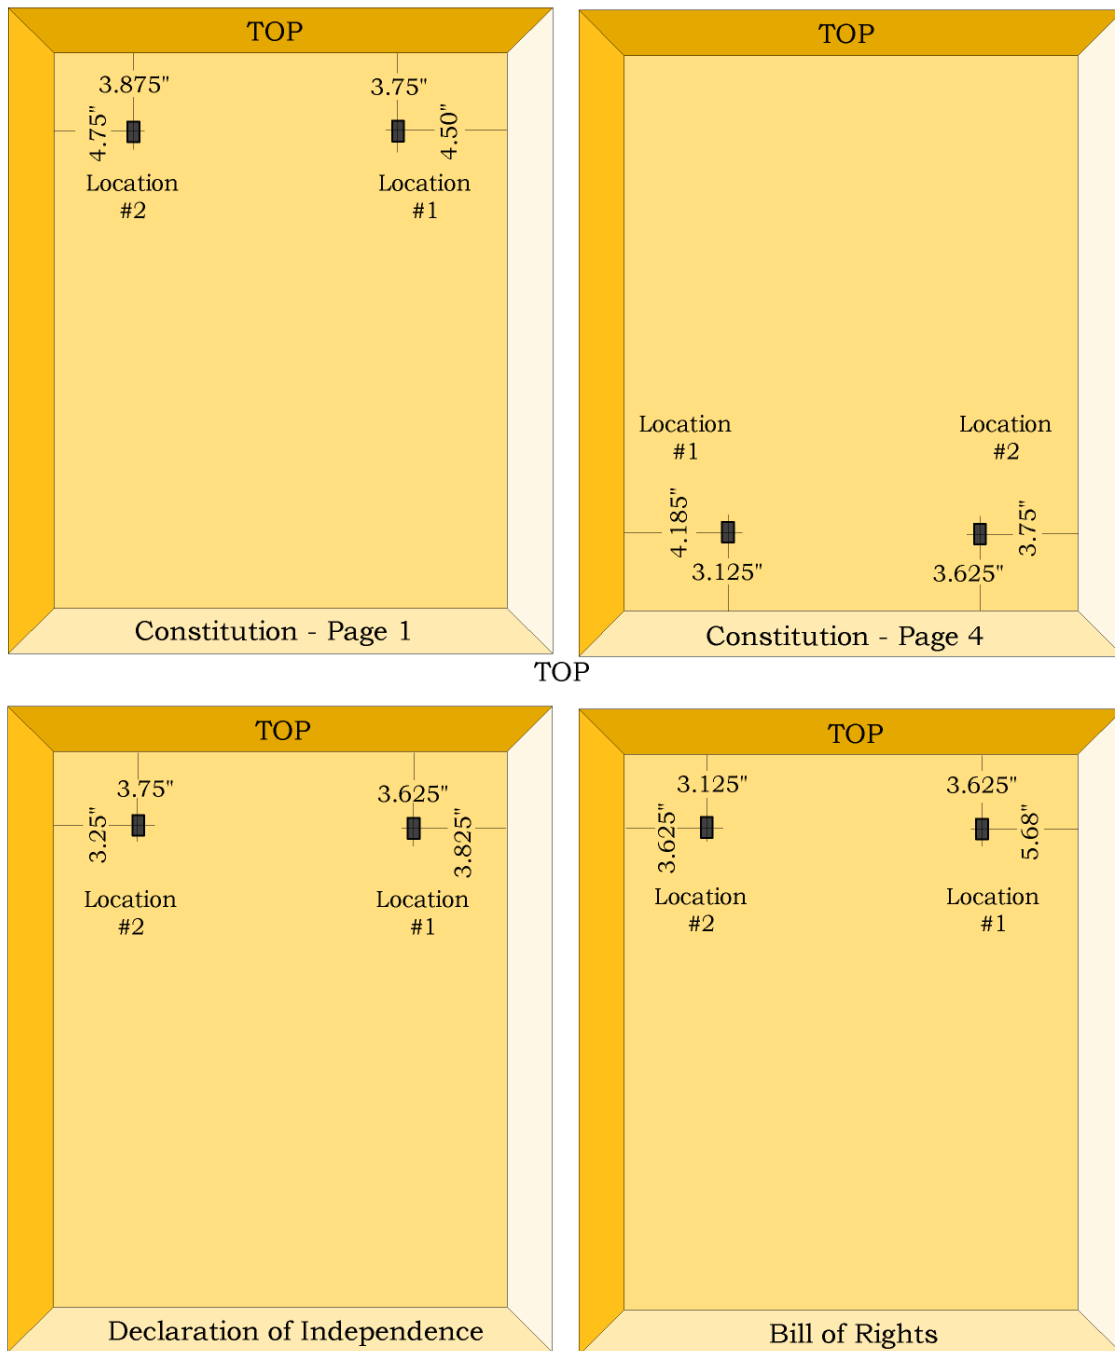 TOP
3.875"
3.75"
4.75"
4.50"
Location
#2
Location
#1
Constitution - Page 1
TOP
Location
#1
Location
#2
4.185"
3.75"
3.125"
3.625"
Constitution - Page 4
TOP
TOP
3.75"
3.625"
3.25"
3.825"
Location
#2
Location
#1
Declaration of Independence
TOP
3.125"
3.625"
3.625"
5.68"
Location
#2
Location
#1
Bill of Rights